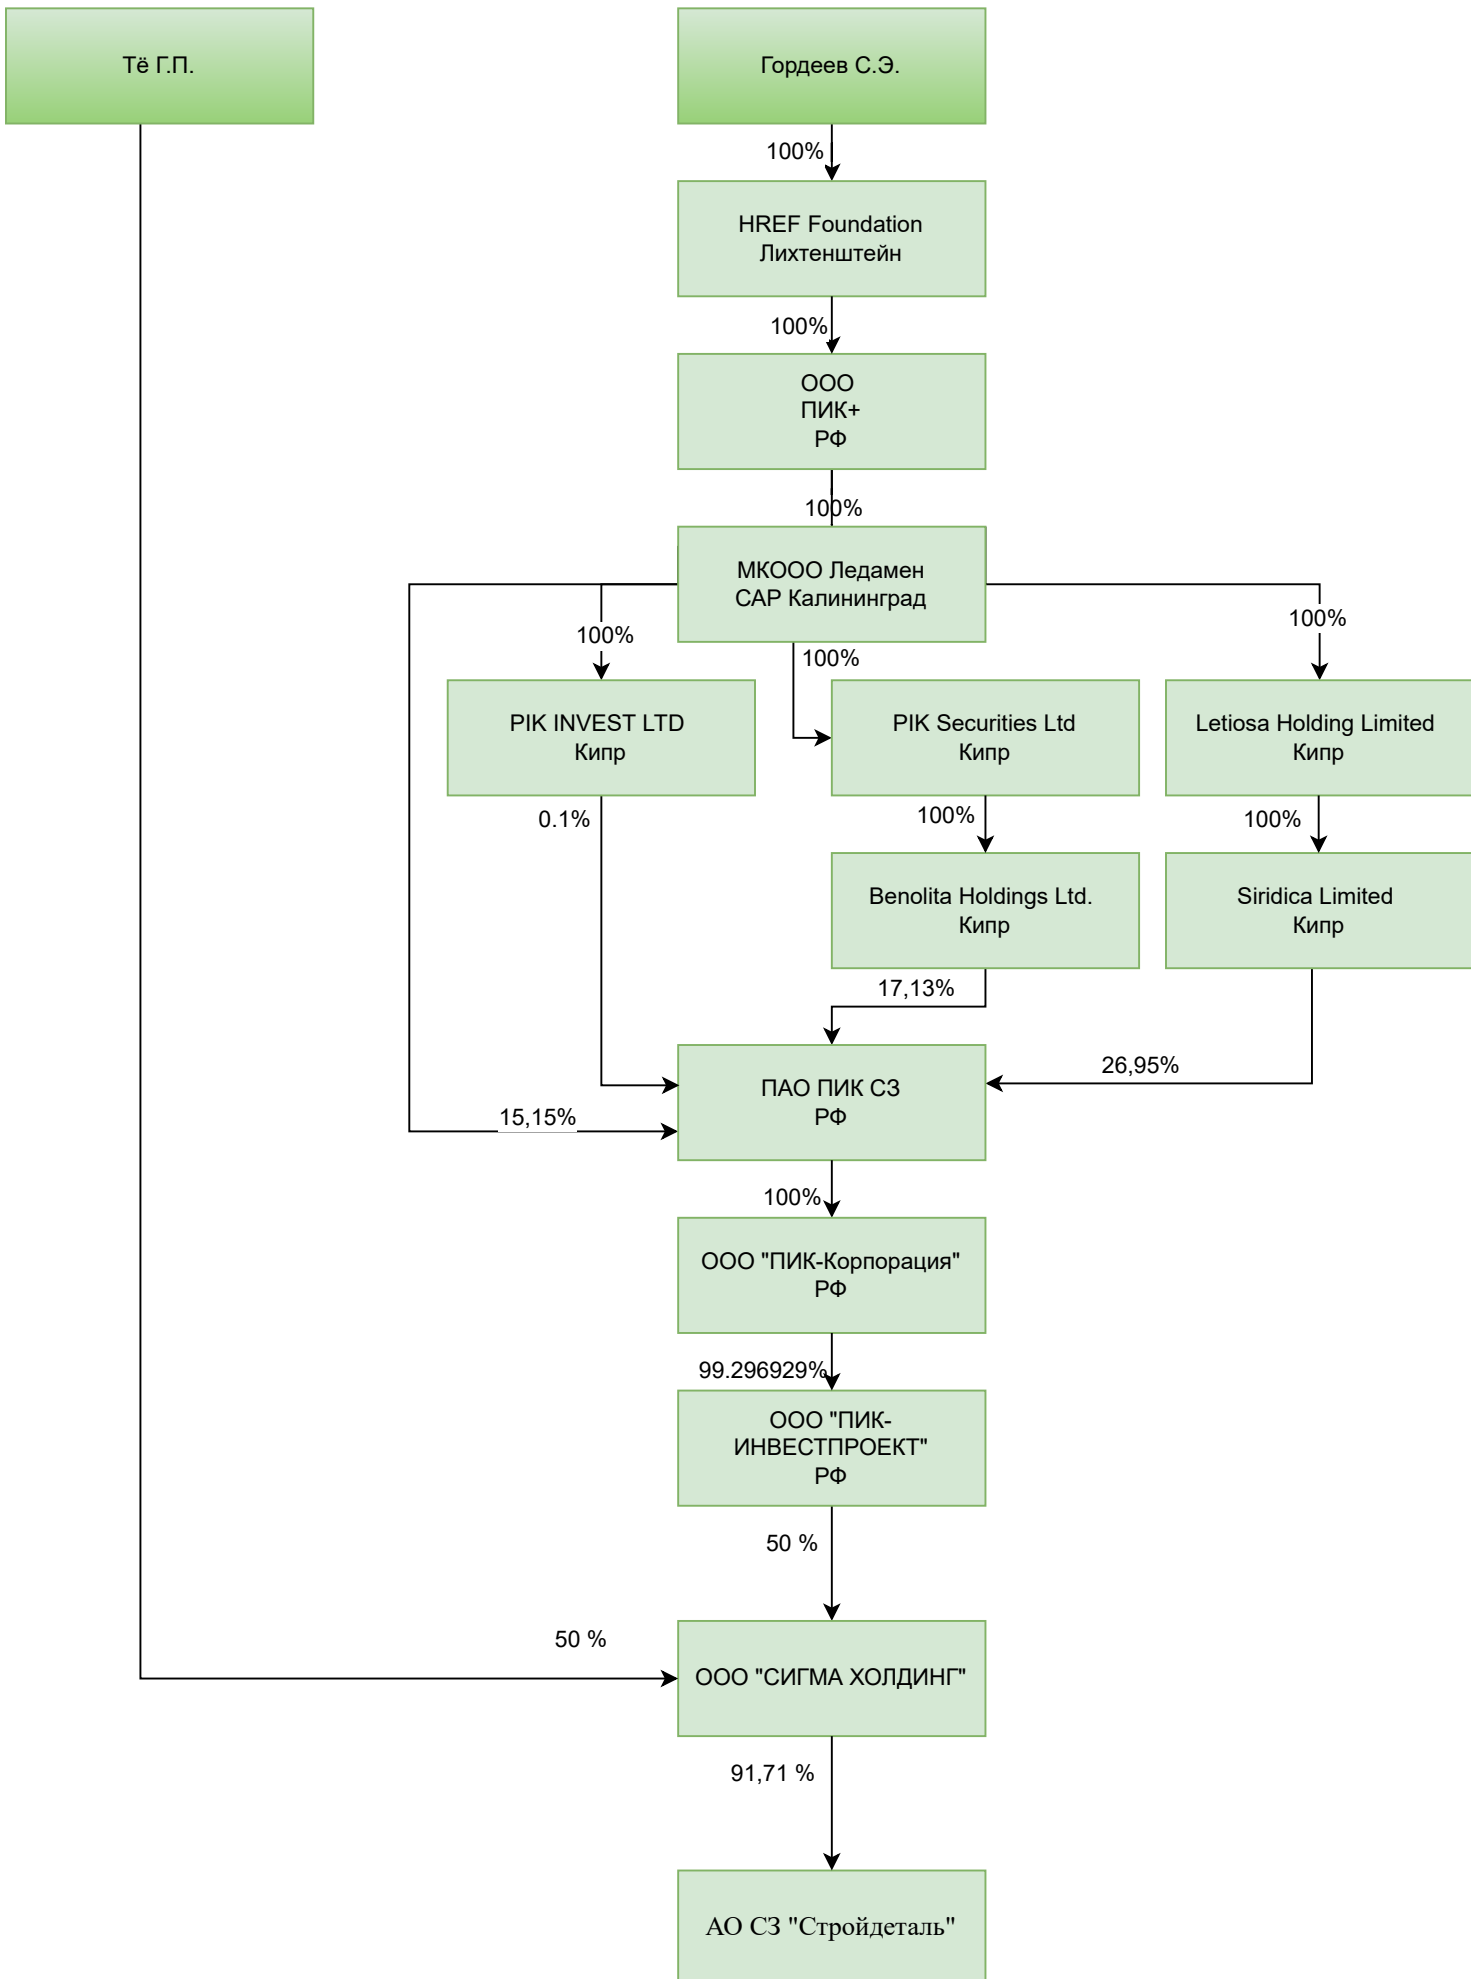 Тё Г.П.
Гордеев С.Э.
100%
HREF Foundation
Лихтенштейн
100%
ООО
ПИК+
РФ
100%
МКООО Ледамен
САР Калининград
100%
100%
100%
PIK INVEST LTD
Кипр
PIK Securities Ltd
Кипр
Letiosa Holding Limited
Кипр
0.1%
100%
100%
Benolita Holdings Ltd.
Кипр
Siridica Limited
Кипр
17,13%
26,95%
ПАО ПИК СЗ
РФ
15,15%
100%
ООО "ПИК-Корпорация"
РФ
99.296929%
ООО "ПИК-
ИНВЕСТПРОЕКТ"
РФ
50 %
50 %
ООО "СИГМА ХОЛДИНГ"
91,71 %
АО СЗ "Стройдеталь"